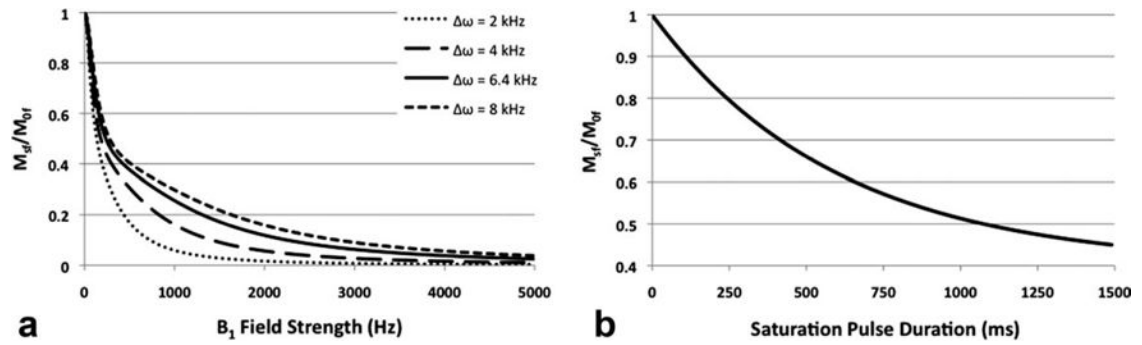 1
0.8
0.6
0.4
0.2
0
Msf/M0f
Δω = 2 kHz
Δω = 4 kHz
Δω = 6.4 kHz
Δω = 8 kHz
0 1000 2000 3000 4000 5000
B1 Field Strength (Hz)
a
1
0.9
0.8
0.7
0.6
0.5
0.4
Msf/M0f
0 250 500 750 1000 1250 1500
Saturation Pulse Duration (ms)
b